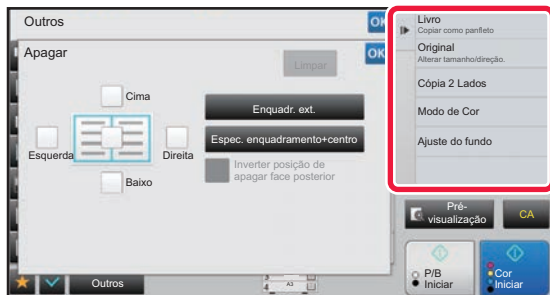 Outros
OK
Apagar
OK
Limpar
Cima
Esquerda
Direita
Baixo
Enquadr. ext.
Espec. enquadramento+centro
Inverter posição de
apagar face posterior
Livro
Copiar como panfleto
Original
Alterar tamanho/direção.
Cópia 2 Lados
Modo de Cor
Ajuste do fundo
Pré-
visualização
CA
P/B
Iniciar
Cor
Iniciar
Outros
3
4
A3